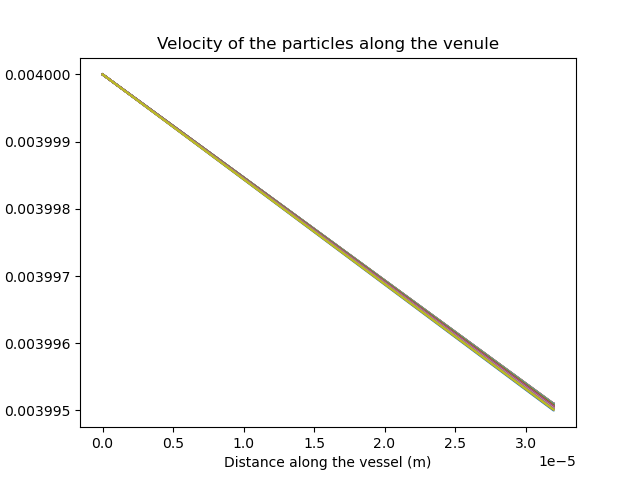 Velocity of the particles along the venule
0.004000
0.003999
0.003998
0.003997
0.003996
0.003995
0.0 0.5 1.0 1.5 2.0 2.5 3.0
1e−5
Distance along the vessel (m)